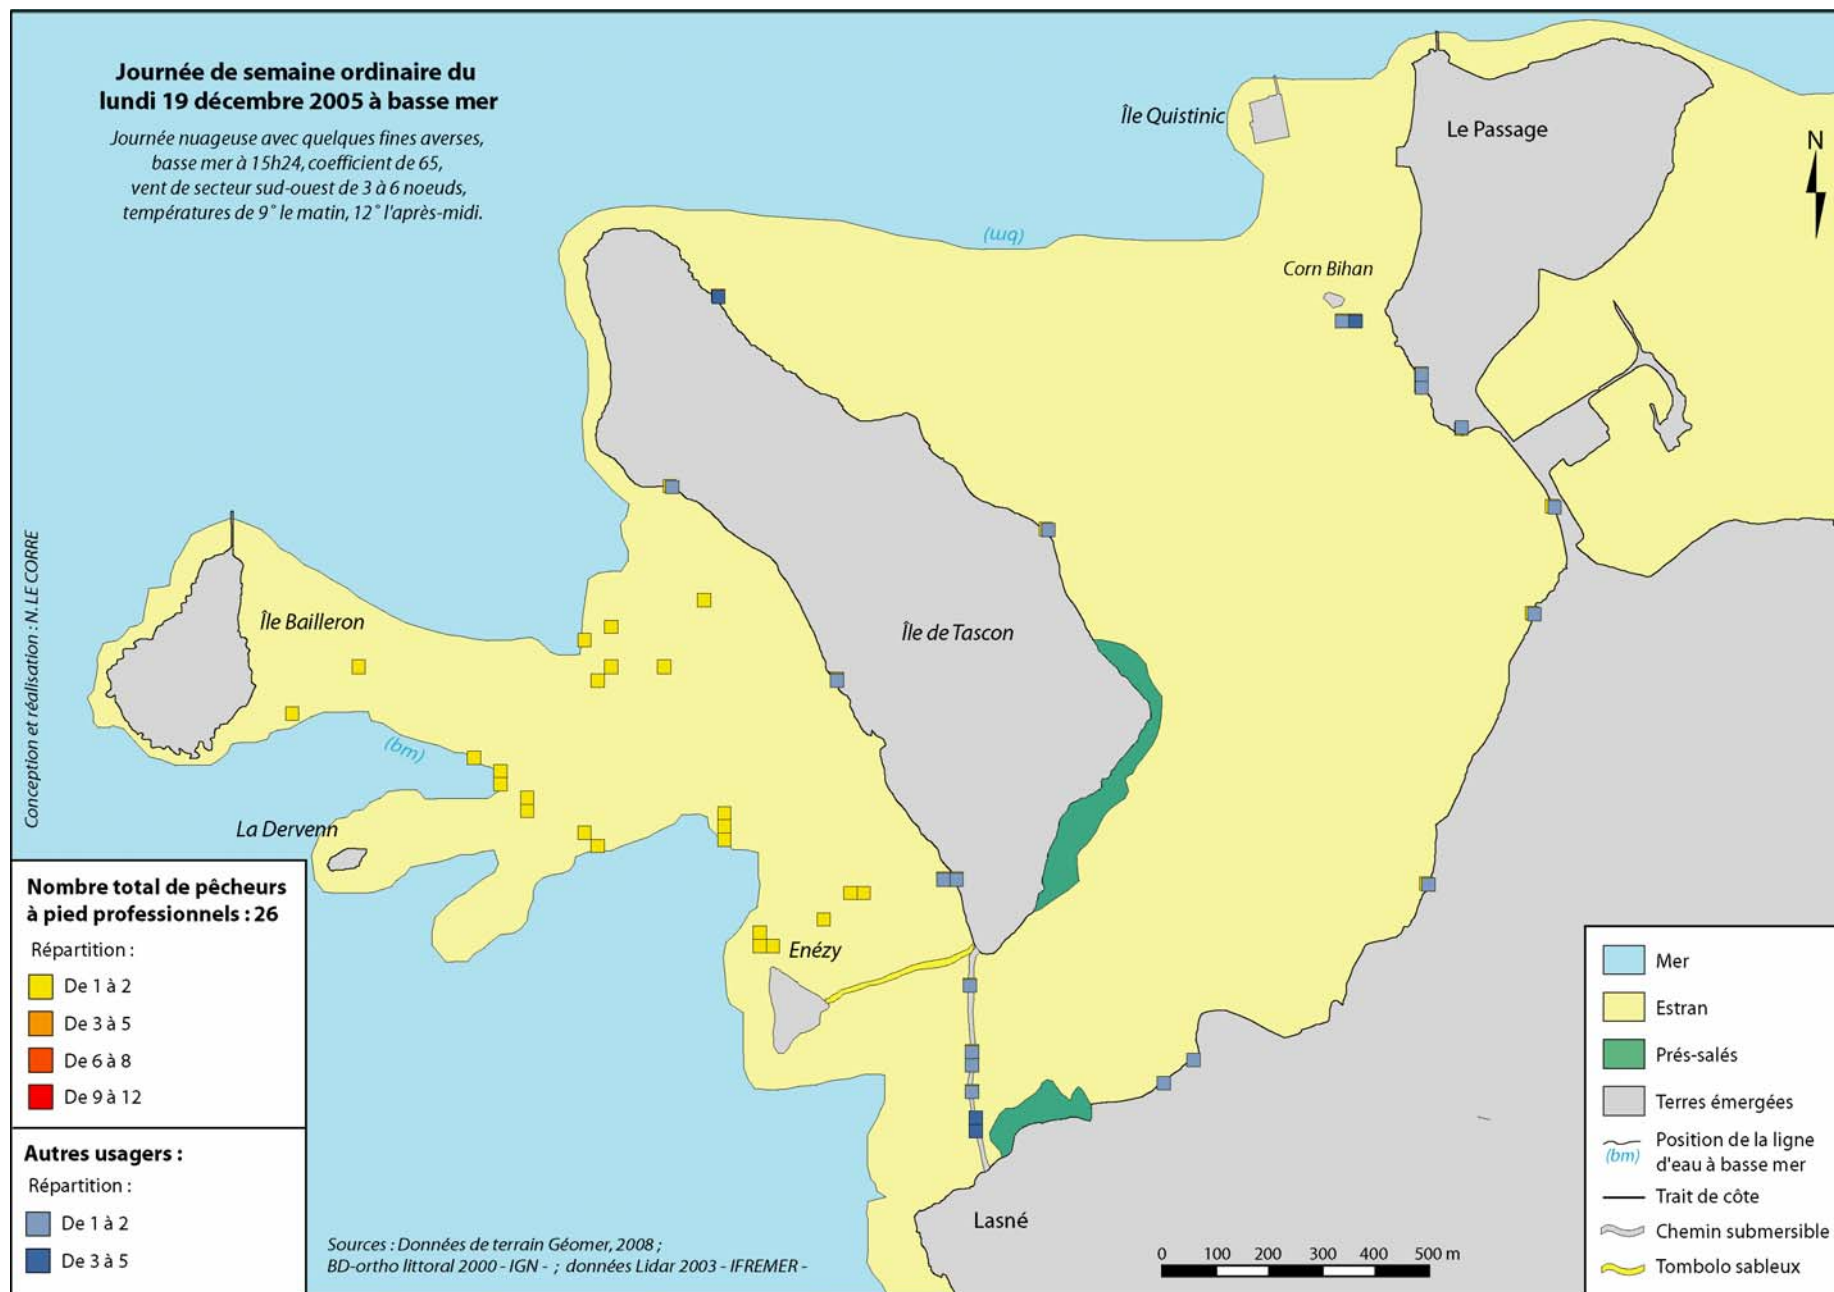 Journée de semaine ordinaire du
lundi 19 décembre 2005 à basse mer
Journée nuageuse avec quelques fines averses,
basse mer à 15h24, coefficient de 65,
vent de secteur sud-ouest de 3 à 6 noeuds,
températures de 9° le matin, 12° l'après-midi.
Île Quistinic
Le Passage
N
(bm)
Corn Bihan
Conception et réalisation : N. LE CORRE
Île Bailleron
Île de Tascon
(bm)
La Dervenn
Enézy
Lasné
Nombre total de pêcheurs
à pied professionnels : 26
Répartition :
De 1 à 2
De 3 à 5
De 6 à 8
De 9 à 12
Autres usagers :
Répartition :
De 1 à 2
De 3 à 5
Sources : Données de terrain Géomer, 2008 ;
BD-ortho littoral 2000 - IGN - ; données Lidar 2003 - IFREMER -
0 100 200 300 400 500 m
Mer
Estran
Prés-salés
Terres émergées
Position de la ligne
(bm) d'eau à basse mer
Trait de côte
Chemin submersible
Tombolo sableux